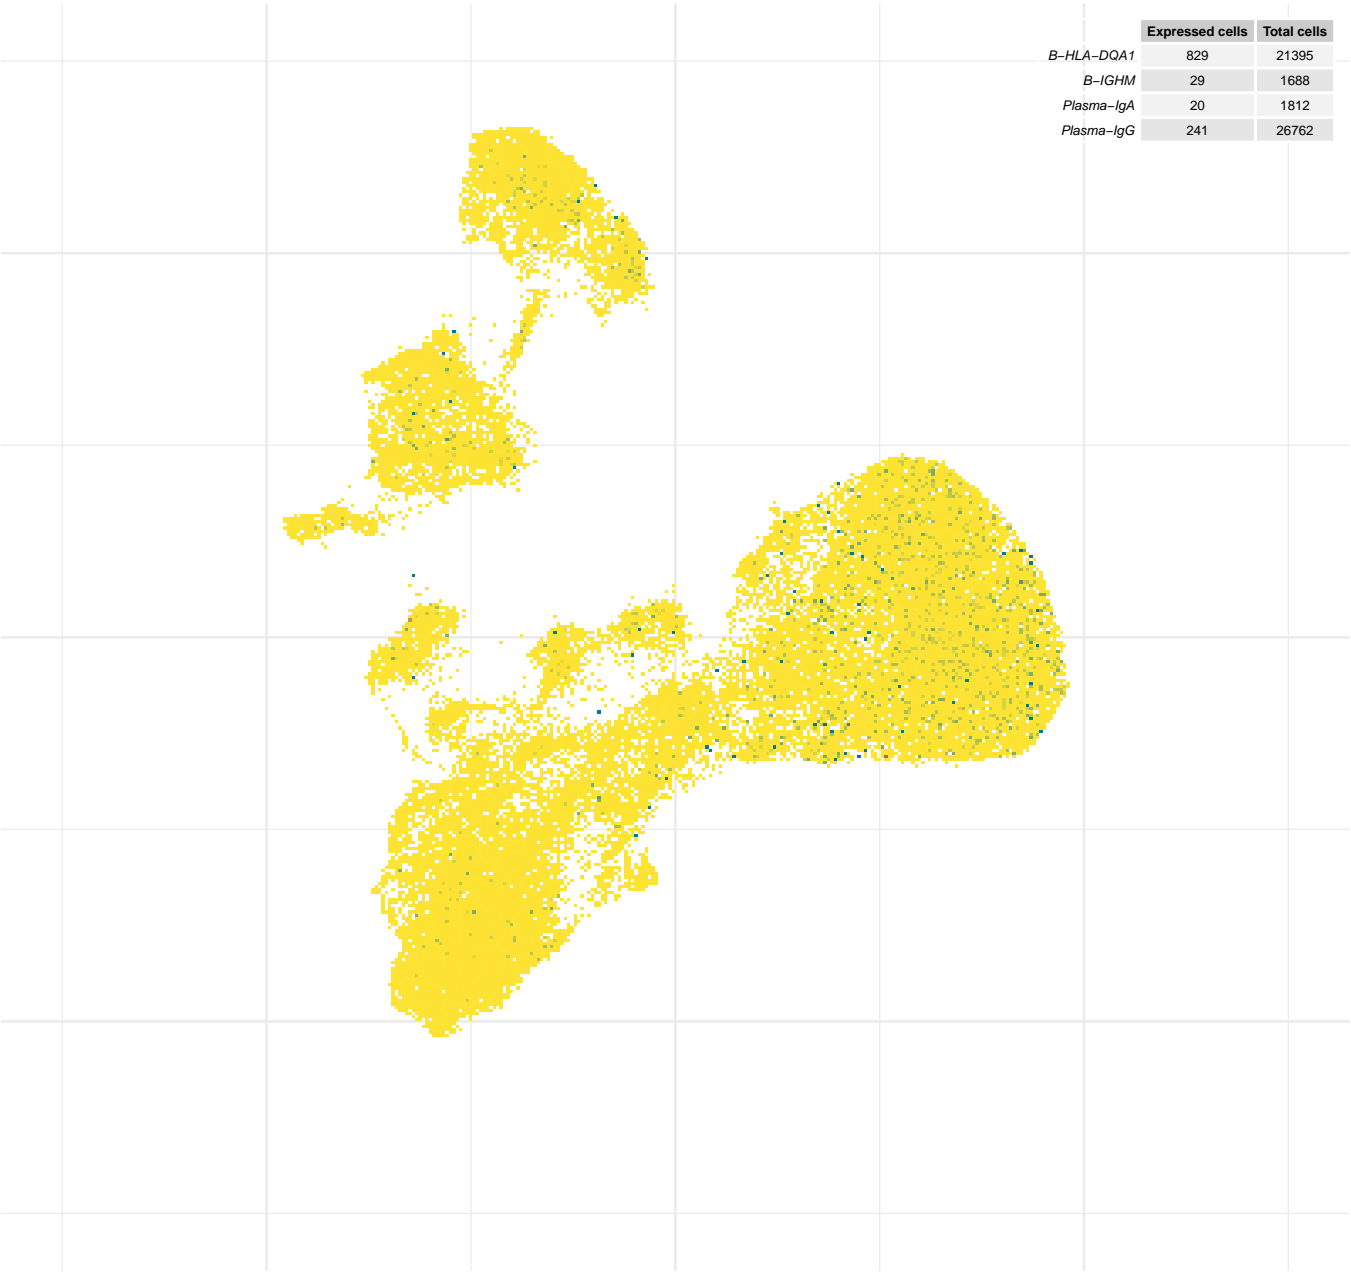 Expressed cells Total cells
B−HLA−DQA1 829 21395
B−IGHM 29 1688
Plasma−IgA 20 1812
Plasma−IgG 241 26762